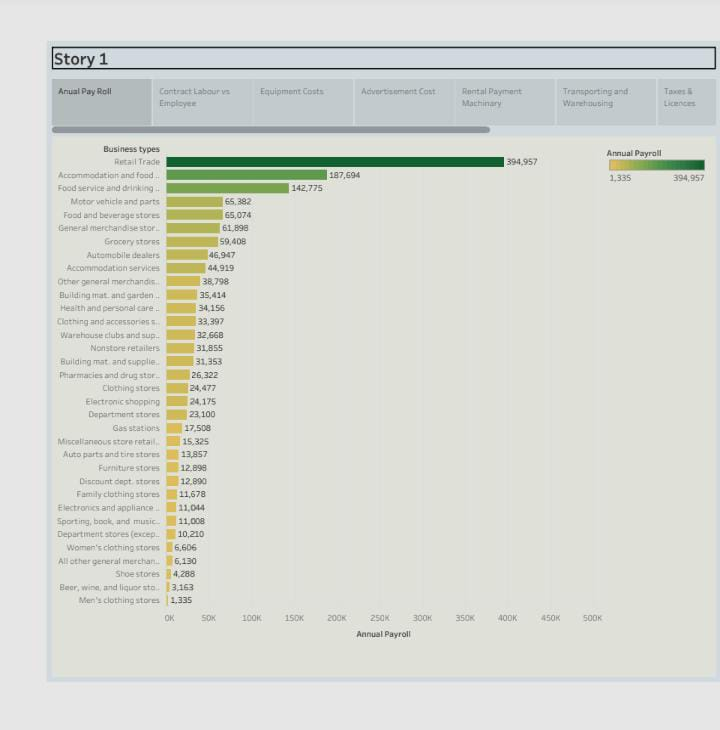 Story 1
Anual Pay Roll
Contract Labour vs
Employee
Equipment Costs
Advertisement Cost
Rental Payment
Machinary
Transporting and
Warehousing
Taxes &
Licences
Business types
Retail Trade 394,957
Accommodation and food .. 187,694
Food service and drinking .. 142,775
Motor vehicle and parts 65,382
Food and beverage stores 65,074
General merchandise stor.. 61,898
Grocery stores 59,408
Automobile dealers 46,947
Accommodation services 44,919
Other general merchandis.. 38,798
Building mat. and garden .. 35,414
Health and personal care .. 34,156
Clothing and accessories s.. 33,397
Warehouse clubs and sup.. 32,668
Nonstore retailers 31,855
Building mat. and supplie.. 31,353
Pharmacies and drug stor.. 26,322
Clothing stores 24,477
Electronic shopping 24,175
Department stores 23,100
Gas stations 17,508
Miscellaneous store retail.. 15,325
Auto parts and tire stores 13,857
Furniture stores 12,898
Discount dept. stores 12,890
Family clothing stores 11,678
Electronics and appliance .. 11,044
Sporting, book, and music.. 11,008
Department stores (excep.. 10,210
Women's clothing stores 6,606
All other general merchan.. 6,130
Shoe stores 4,288
Beer, wine, and liquor sto.. 3,163
Men's clothing stores 1,335
0K 50K 100K 150K 200K 250K 300K 350K 400K 450K 500K
Annual Payroll
Annual Payroll
1,335 394,957